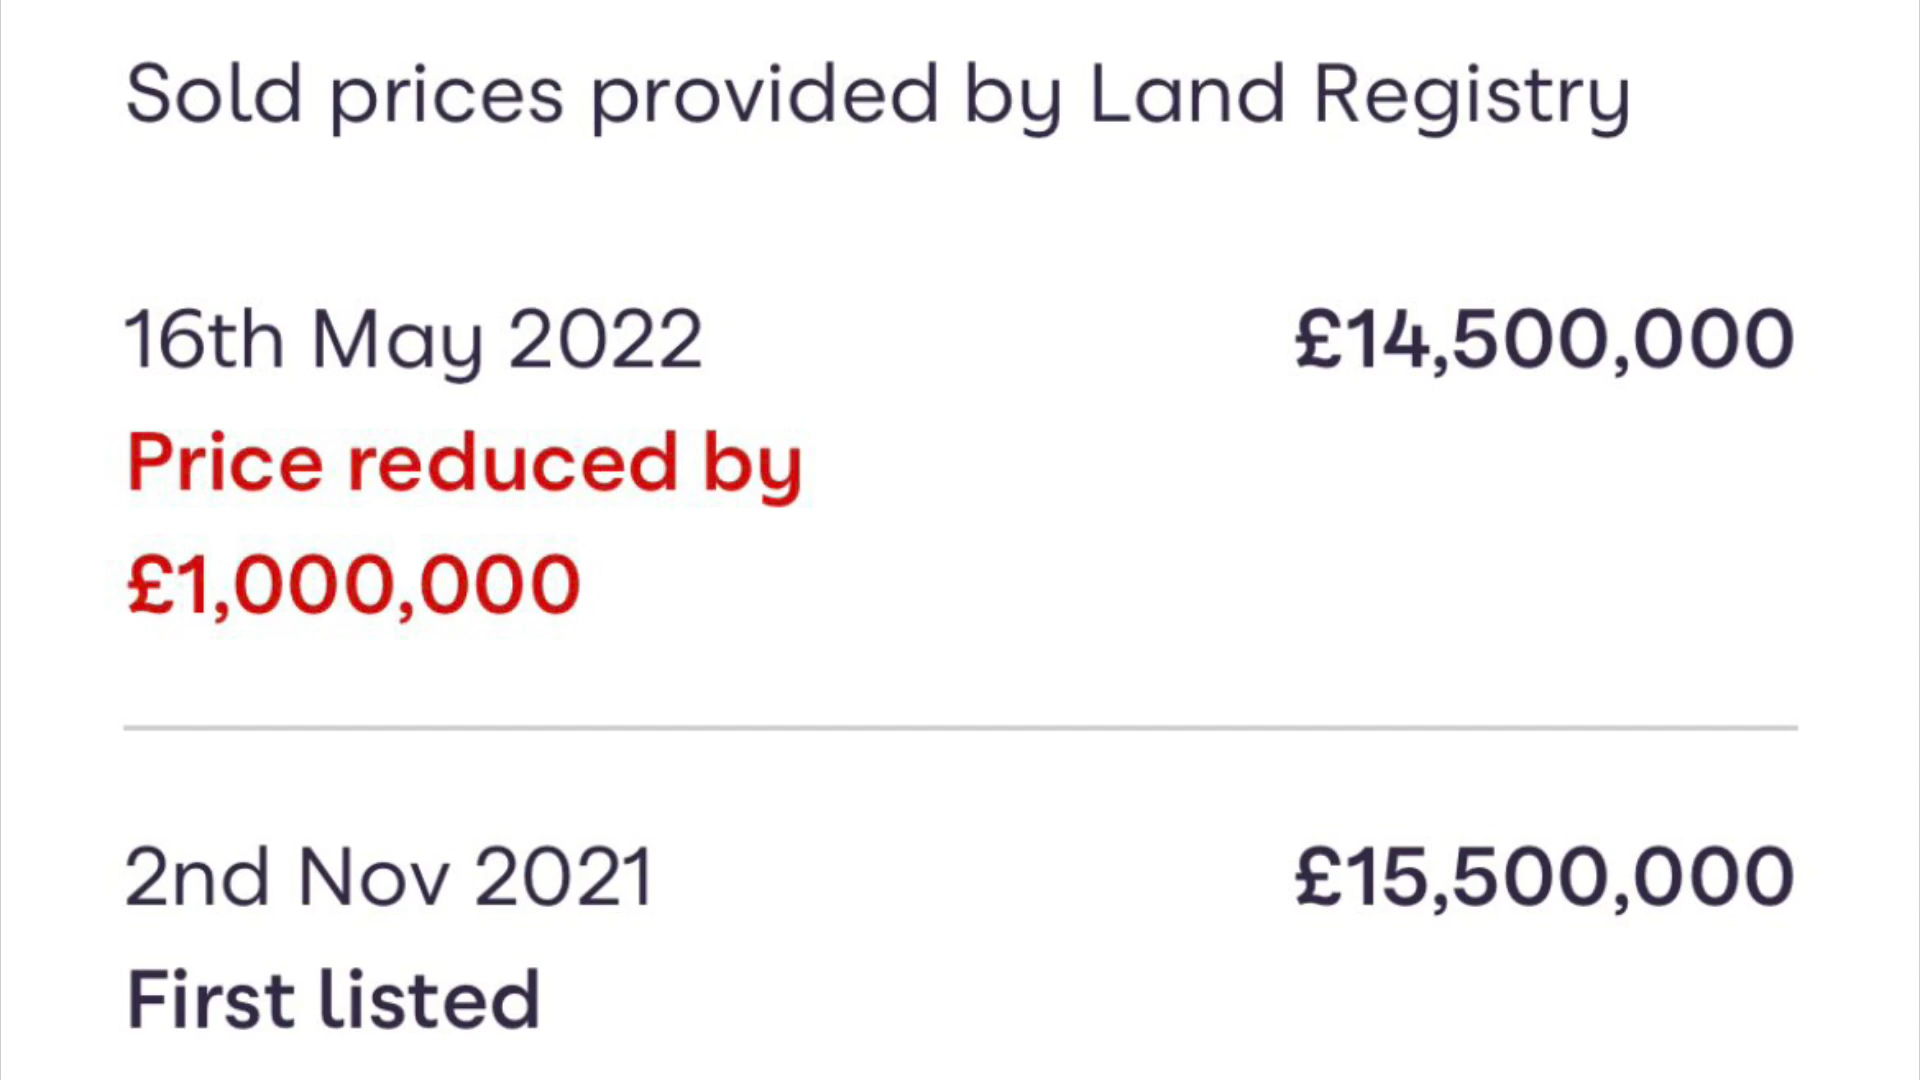 Sold prices provided by Land Registry
16th May 2022 £14,500,000
Price reduced by
£1,000,000
2nd Nov 2021 £15,500,000
First listed